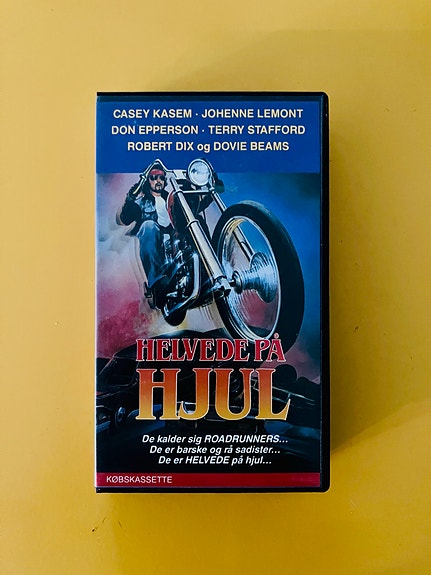 CASEY KASEM · JOHENNE LEMONT
DON EPPERSON · TERRY STAFFORD
ROBERT DIX og DOVIE BEAMS
HELVEDE PÅ
HJUL
De kalder sig ROADRUNNERS...
De er barske og rå sadister...
De er HELVEDE på hjul...
KØBSKASSETTE